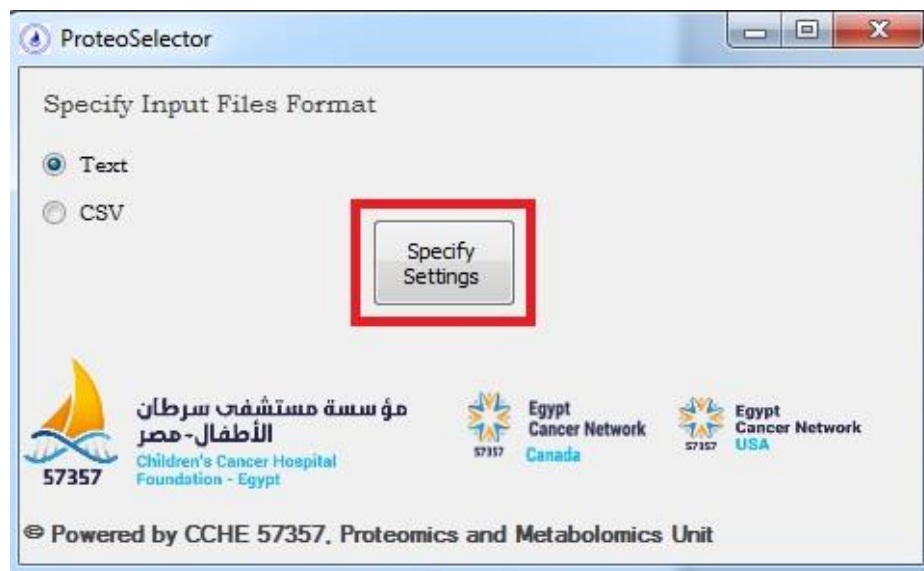 ProteoSelector
Specify Input Files Format
Text
CSV
Specify
Settings
مؤسسة مستشفى سرطان
الأطفال-مصر
Children's Cancer Hospital
Foundation - Egypt
57357
Egypt
Cancer Network
Canada
57357
Egypt
Cancer Network
USA
57357
© Powered by CCHE 57357, Proteomics and Metabolomics Unit